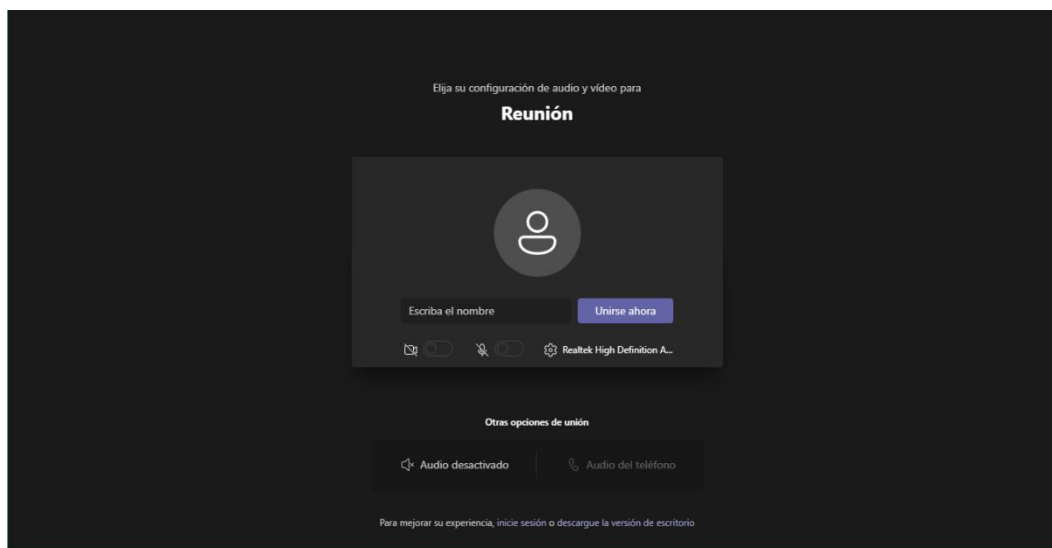 Elija su configuración de audio y vídeo para
Reunión
Escriba el nombre
Unirse ahora
Realtek High Definition A...
Otras opciones de unión
Audio desactivado
Audio del teléfono
Para mejorar su experiencia, inicie sesión o descargue la versión de escritorio